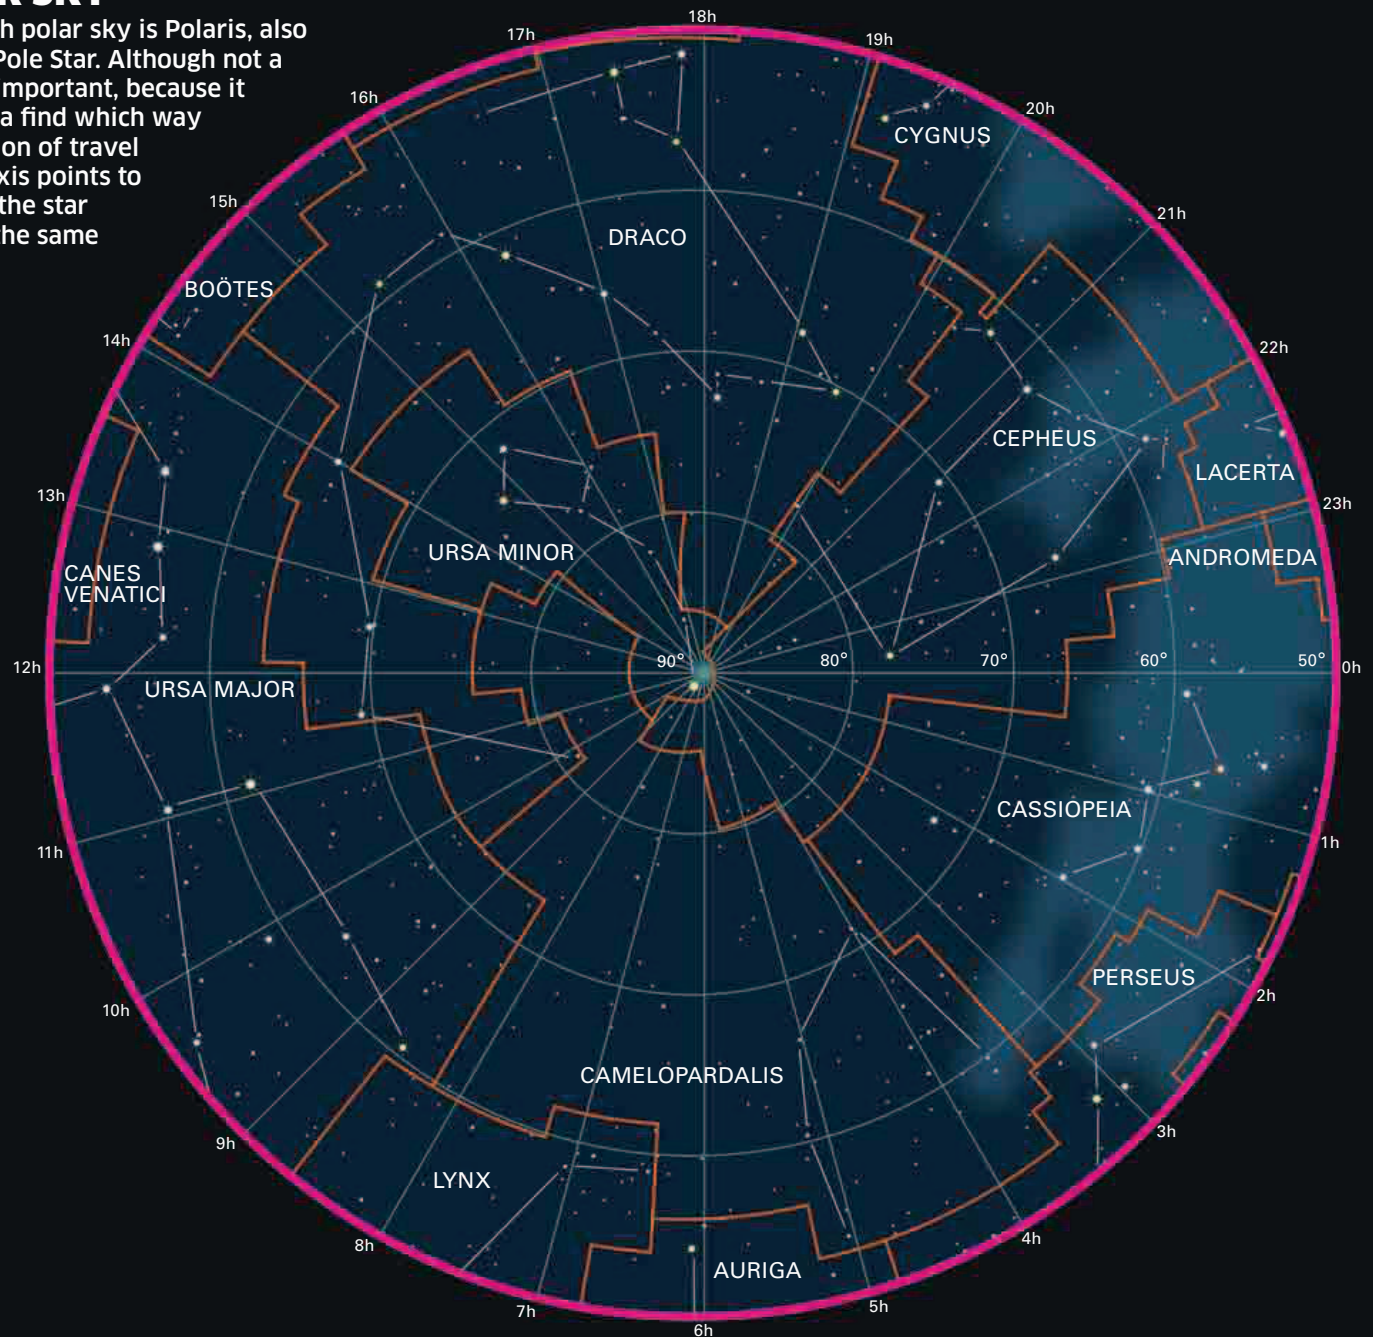 h polar sky is Polaris, also
Pole Star. Although not a
important, because it
a find which way
on of travel
xis points to
the star
he same
18h
17h
19h
16h
20h
CYGNUS
15h
21h
DRACO
BOÖTES
14h
22h
CEPHEUS
LACERTA
13h
23h
URSA MINOR
ANDROMEDA
CANES
VENATICI
12h
90°
80°
70°
60°
50°
0h
URSA MAJOR
CASSIOPEIA
11h
1h
PERSEUS
10h
2h
CAMELOPARDALIS
9h
3h
LYNX
8h
4h
AURIGA
7h
5h
6h